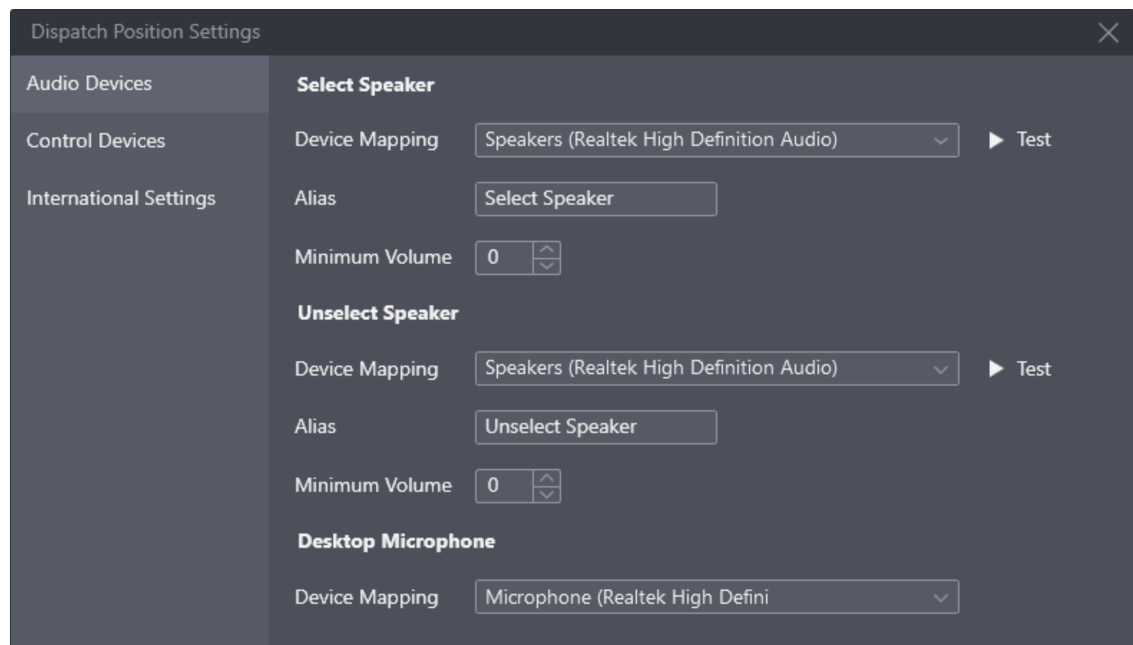 Dispatch Position Settings
Audio Devices
Control Devices
International Settings
Select Speaker
Device Mapping Speakers (Realtek High Definition Audio) Test
Alias Select Speaker
Minimum Volume 0
Unselect Speaker
Device Mapping Speakers (Realtek High Definition Audio) Test
Alias Unselect Speaker
Minimum Volume 0
Desktop Microphone
Device Mapping Microphone (Realtek High Defini